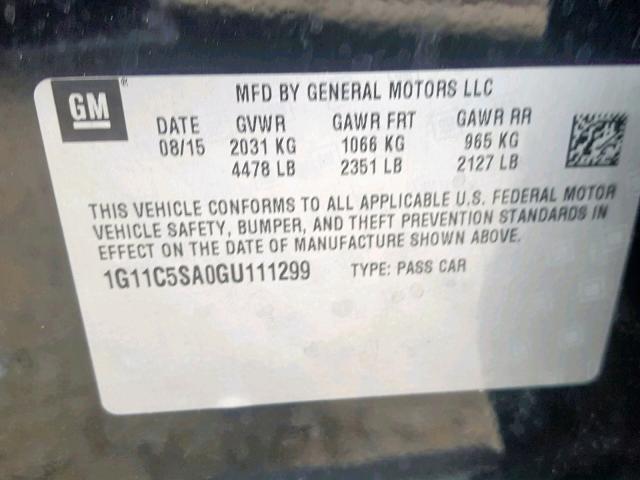 GM®
MFD BY GENERAL MOTORS LLC
DATE GVWR GAWR FRT GAWR RR
08/15 2031 KG 1066 KG 965 KG
4478 LB 2351 LB 2127 LB
THIS VEHICLE CONFORMS TO ALL APPLICABLE U.S. FEDERAL MOTOR
VEHICLE SAFETY, BUMPER, AND THEFT PREVENTION STANDARDS IN
EFFECT ON THE DATE OF MANUFACTURE SHOWN ABOVE.
1G11C5SA0GU111299 TYPE: PASS CAR